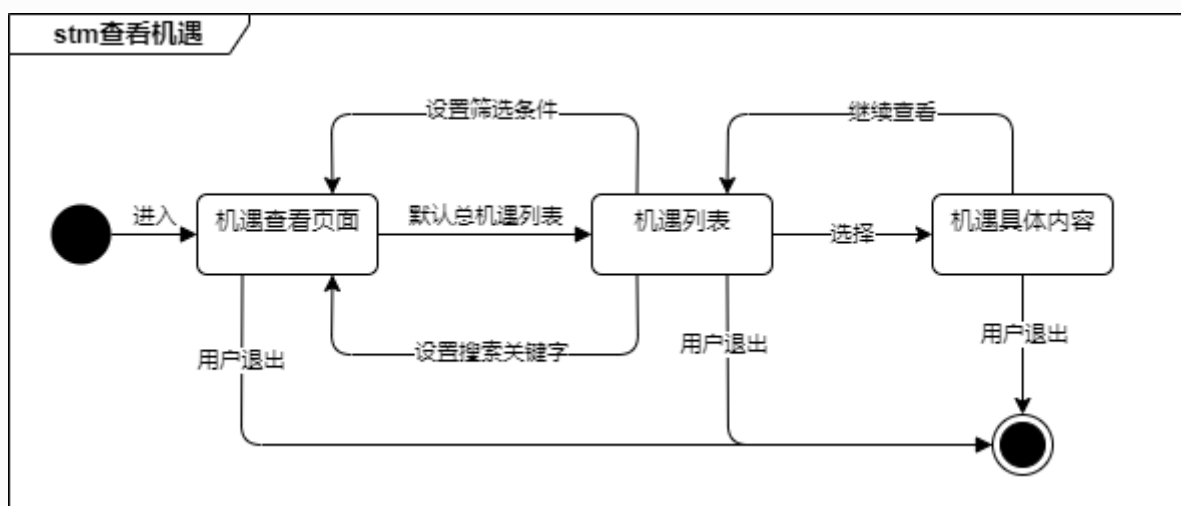 stm查看机遇
设置筛选条件
继续查看
进入
机遇查看页面
默认总机遇列表
机遇列表
选择
机遇具体内容
用户退出
设置搜索关键字
用户退出
用户退出